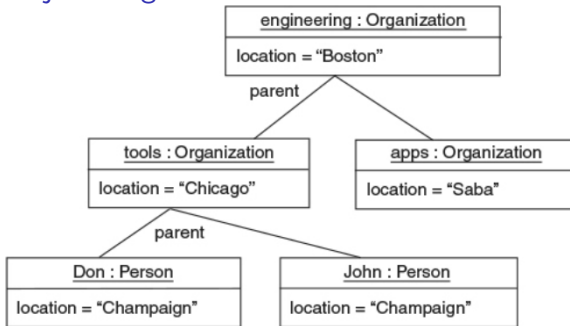 engineering : Organization
location = “Boston”
parent
tools : Organization
location = “Chicago”
apps : Organization
location = “Saba”
parent
Don : Person
location = “Champaign”
John : Person
location = “Champaign”